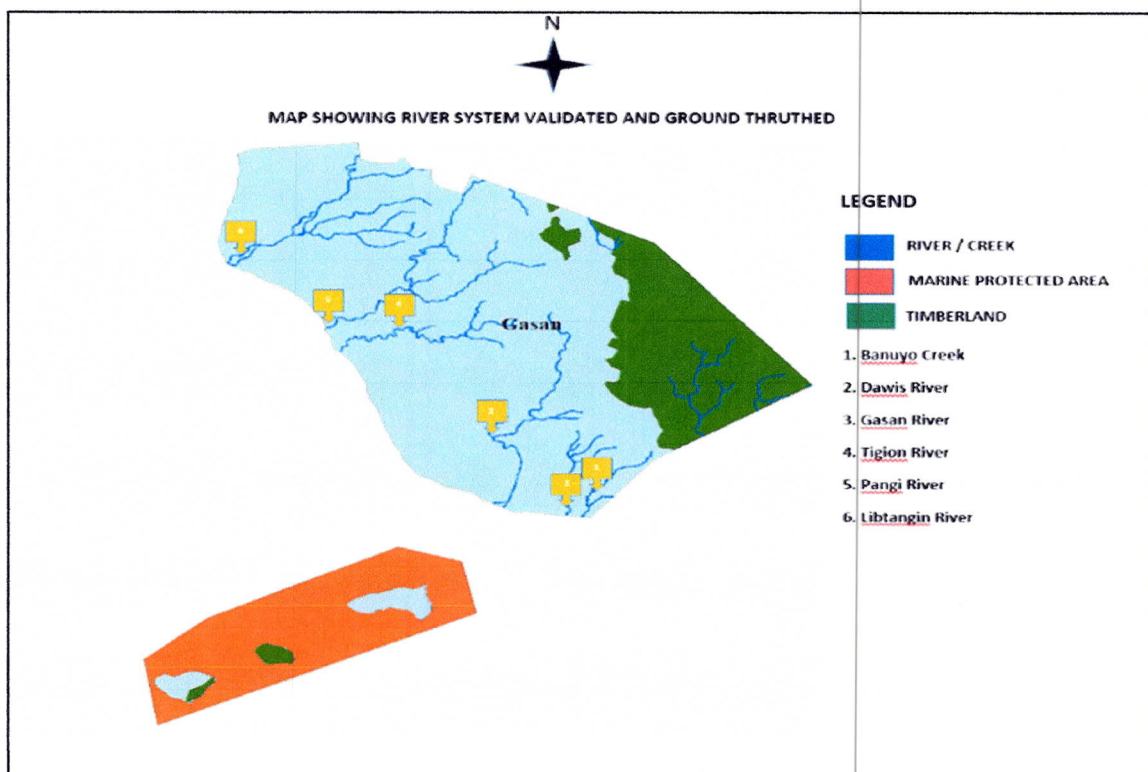 N
MAP SHOWING RIVER SYSTEM VALIDATED AND GROUND THRUTHED
LEGEND
RIVER / CREEK
MARINE PROTECTED AREA
TIMBERLAND
1. Banuyo Creek
2. Dawis River
3. Gasan River
4. Tigion River
5. Pangi River
6. Libtangin River
Gasan